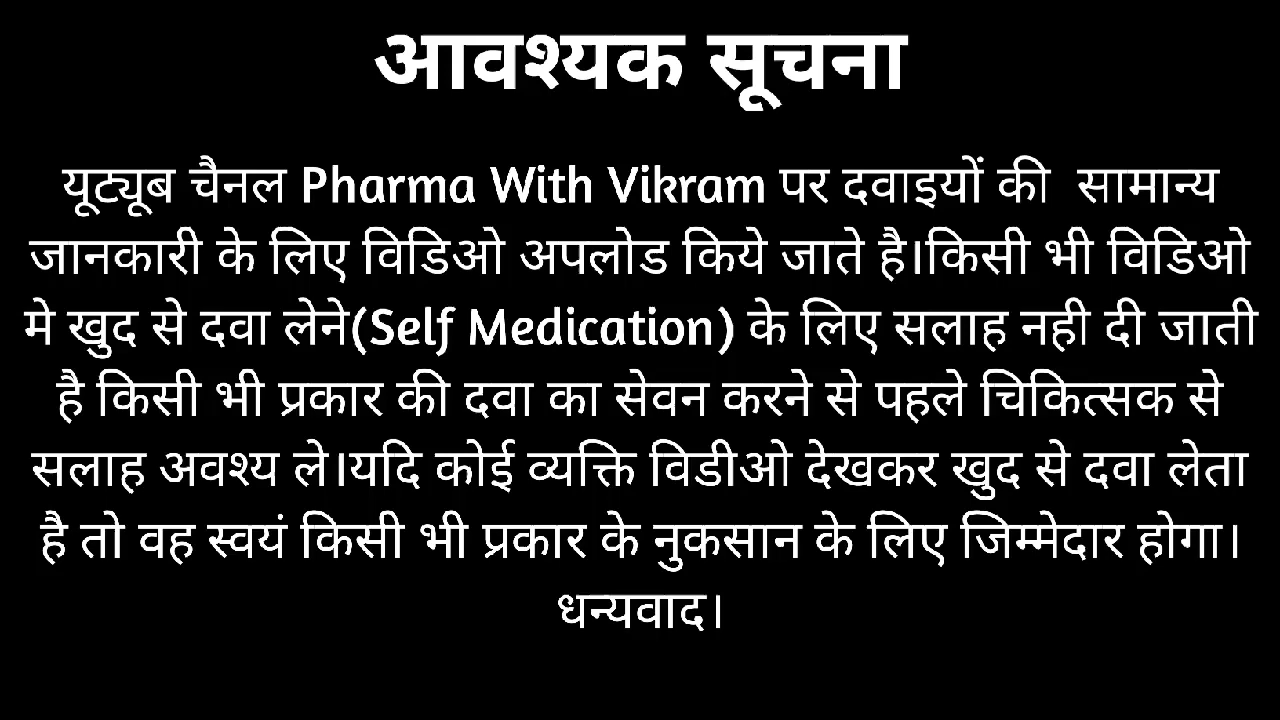 आवश्यक सूचना
यूट्यूब चैनल Pharma With Vikram पर दवाइयों की सामान्य
जानकारी के लिए विडिओ अपलोड किये जाते है।किसी भी विडिओ
मे खुद से दवा लेने(Self Medication) के लिए सलाह नही दी जाती
है किसी भी प्रकार की दवा का सेवन करने से पहले चिकित्सक से
सलाह अवश्य ले।यदि कोई व्यक्ति विडीओ देखकर खुद से दवा लेता
है तो वह स्वयं किसी भी प्रकार के नुकसान के लिए जिम्मेदार होगा।
धन्यवाद।